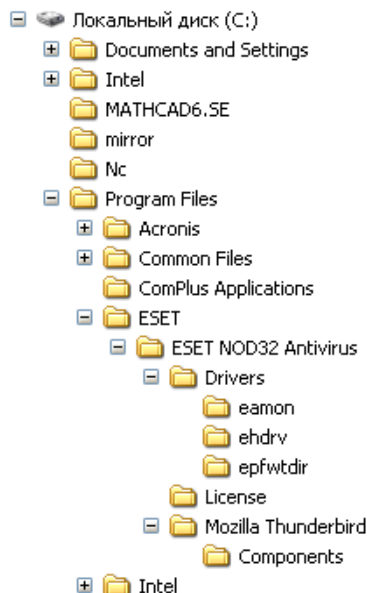 Локальный диск (C:)
Documents and Settings
Intel
MATHCAD6.SE
mirror
Nc
Program Files
Acronis
Common Files
ComPlus Applications
ESET
ESET NOD32 Antivirus
Drivers
eamon
ehdrv
epfwtdir
License
Mozilla Thunderbird
Components
Intel